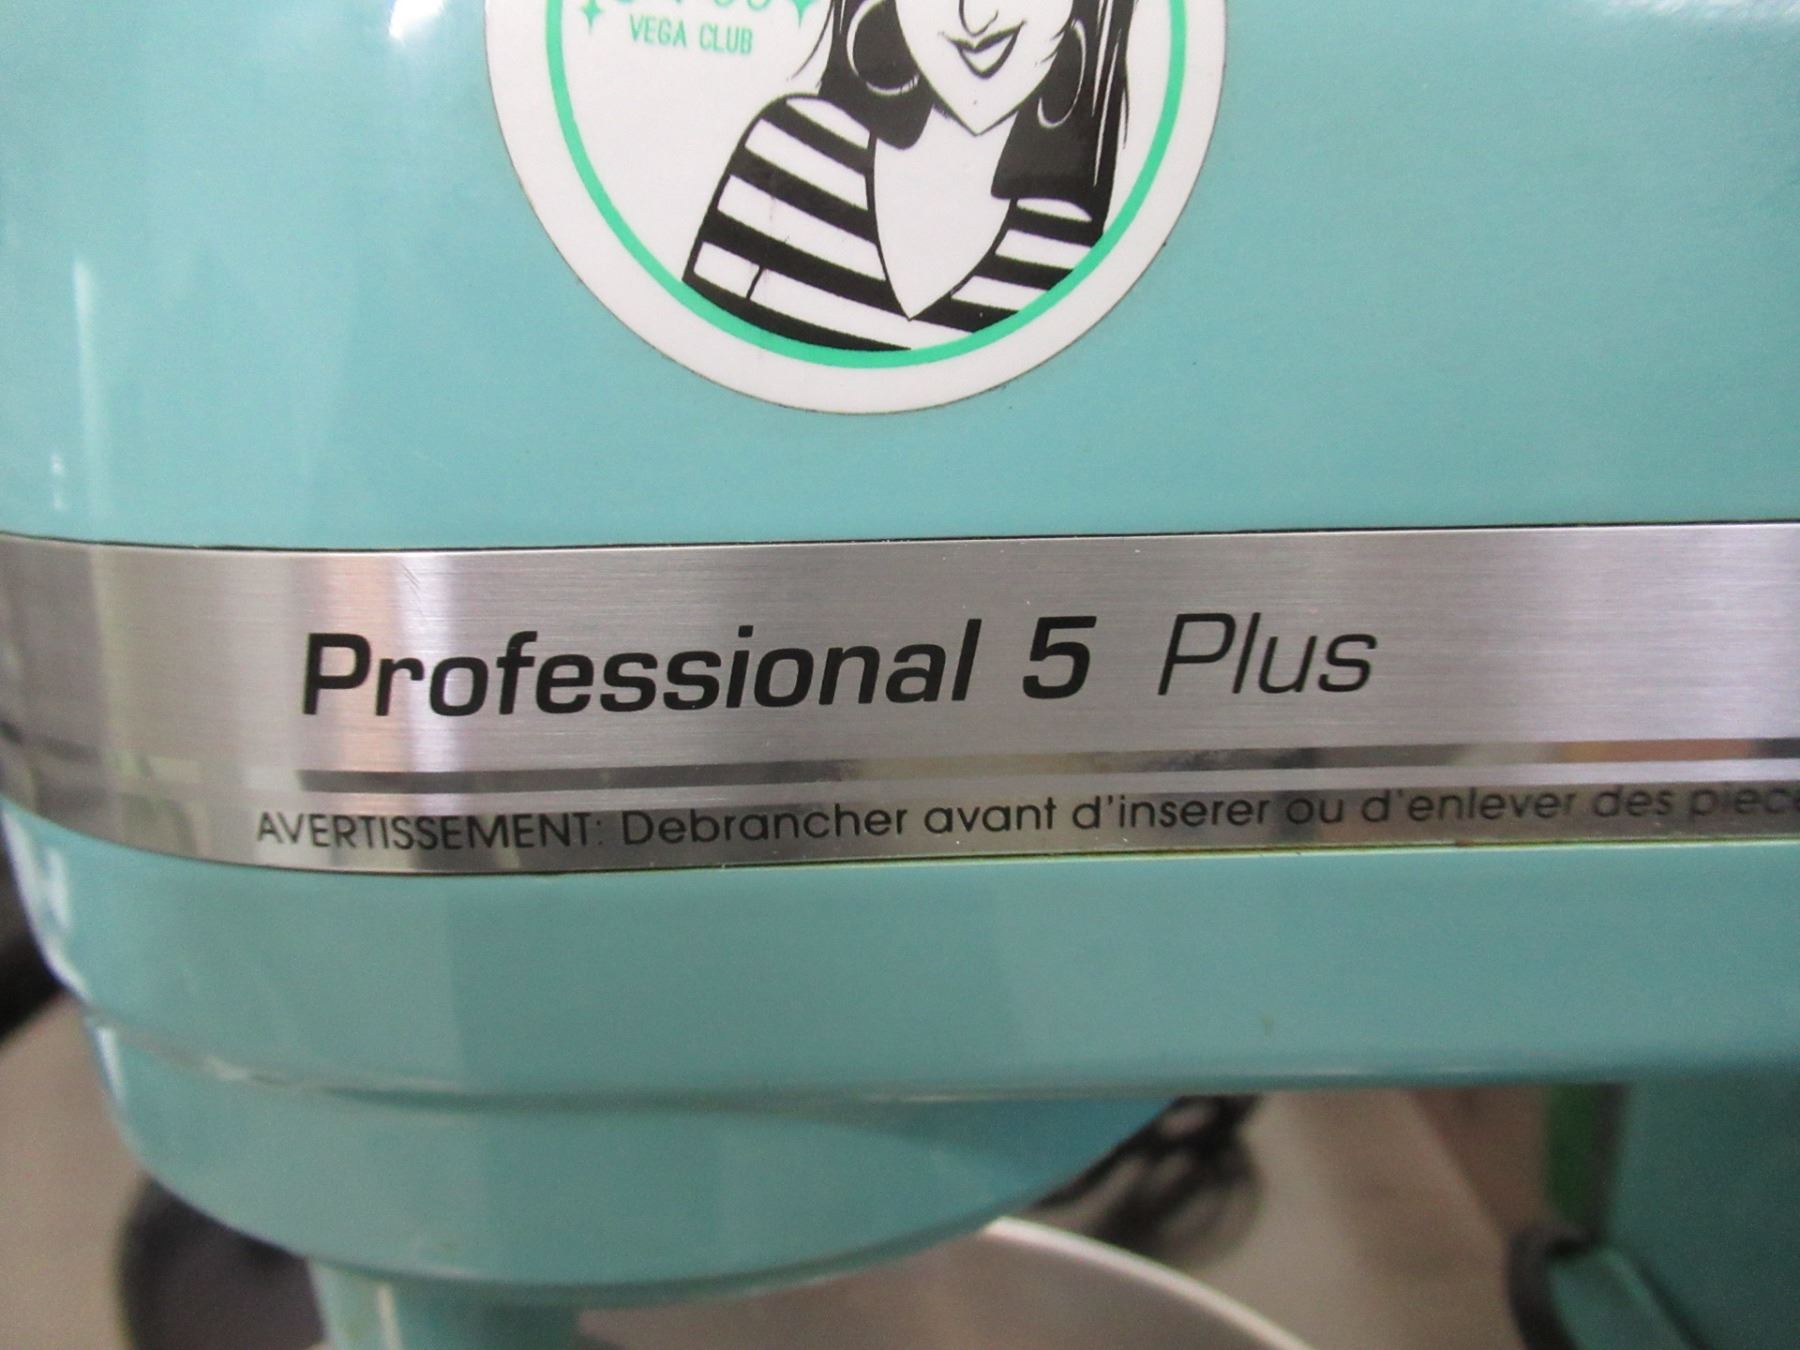 VEGA CLUB
Professional 5 Plus
AVERTISSEMENT: Debrancher avant d'inserer ou d'enlever des